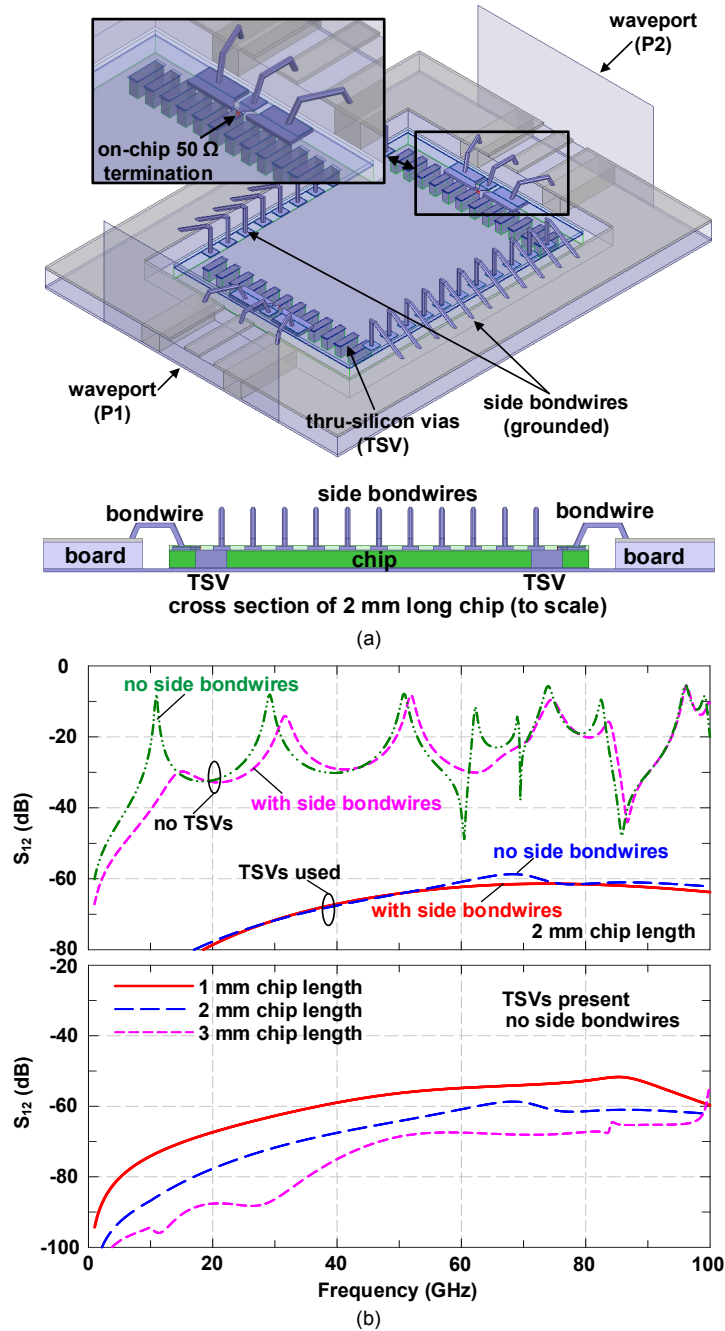 waveport
(P2)
on-chip 50 Ω
termination
waveport
(P1)
thru-silicon vias
(TSV)
side bondwires
(grounded)
side bondwires
bondwire
bondwire
board
chip
board
TSV
TSV
cross section of 2 mm long chip (to scale)
(a)
0
-20
-40
-60
-80
S12 (dB)
no side bondwires
no TSVs
with side bondwires
TSVs used
no side bondwires
with side bondwires
2 mm chip length
-20
-40
-60
-80
-100
S12 (dB)
1 mm chip length
2 mm chip length
3 mm chip length
TSVs present
no side bondwires
0 20 40 60 80 100
Frequency (GHz)
(b)